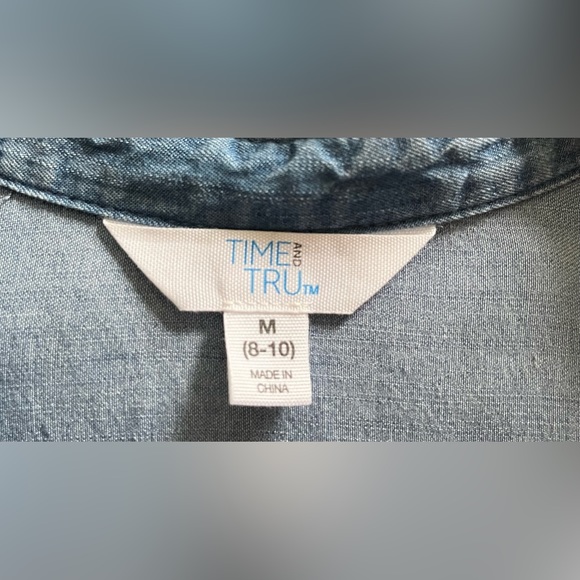 TIME AND
TRU™
M
(8-10)
MADE IN
CHINA